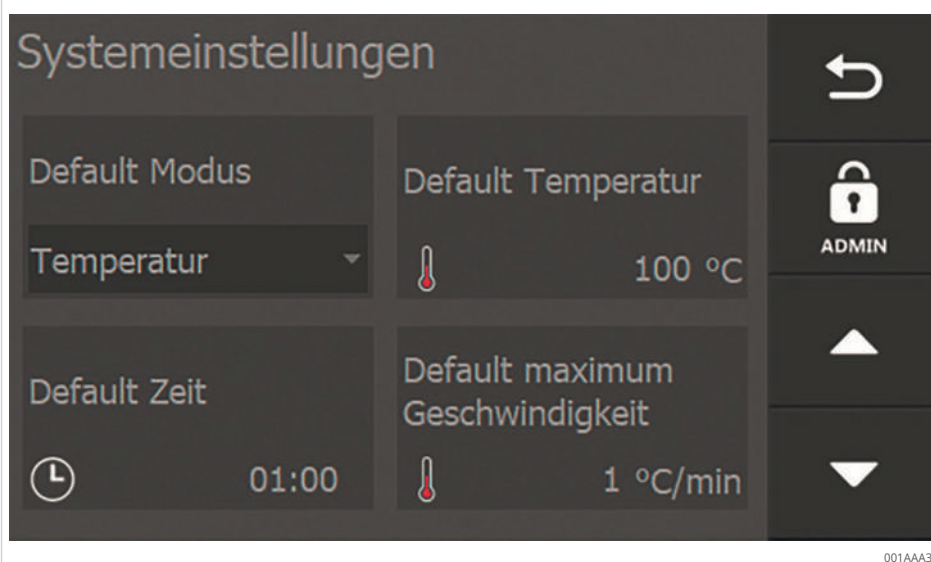 Systemeinstellungen
Default Modus
Temperatur
Default Temperatur
100 °C
Default Zeit
01:00
Default maximum
Geschwindigkeit
1 °C/min
ADMIN
001AAA3